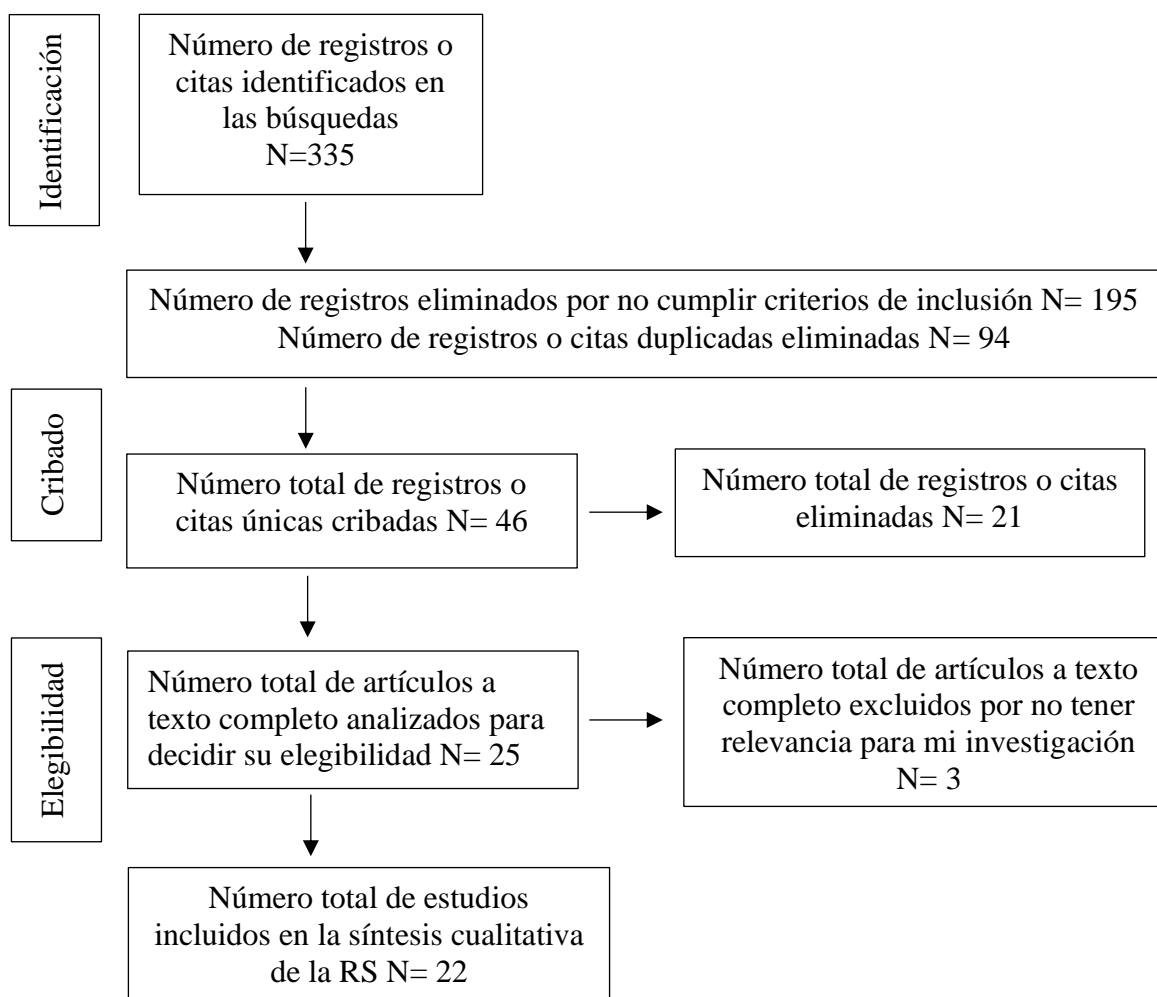 Identificación
Número de registros o
citas identificados en
las búsquedas
N=335
Número de registros eliminados por no cumplir criterios de inclusión N= 195
Número de registros o citas duplicadas eliminadas N= 94
Cribado
Número total de registros o
citas únicas cribadas N= 46
Número total de registros o citas
eliminadas N= 21
Elegibilidad
Número total de artículos a
texto completo analizados para
decidir su elegibilidad N= 25
Número total de artículos a texto
completo excluidos por no tener
relevancia para mi investigación
N= 3
Número total de estudios
incluidos en la síntesis cualitativa
de la RS N= 22